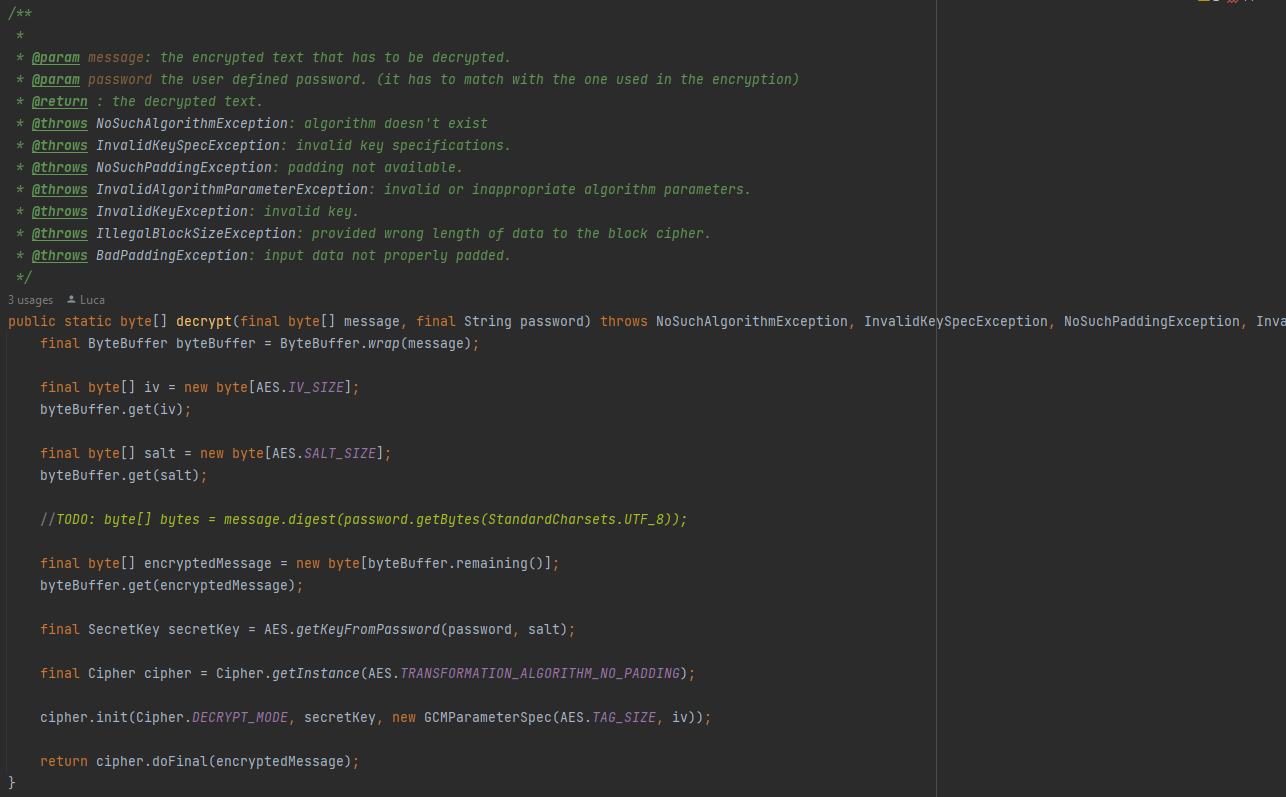 /**
 *
 * @param message: the encrypted text that has to be decrypted.
 * @param password the user defined password. (it has to match with the one used in the encryption)
 * @return : the decrypted text.
 * @throws NoSuchAlgorithmException: algorithm doesn't exist
 * @throws InvalidKeySpecException: invalid key specifications.
 * @throws NoSuchPaddingException: padding not available.
 * @throws InvalidAlgorithmParameterException: invalid or inappropriate algorithm parameters.
 * @throws InvalidKeyException: invalid key.
 * @throws IllegalBlockSizeException: provided wrong length of data to the block cipher.
 * @throws BadPaddingException: input data not properly padded.
 */
3 usages Luca
public static byte[] decrypt(final byte[] message, final String password) throws NoSuchAlgorithmException, InvalidKeySpecException, NoSuchPaddingException, Inva
    final ByteBuffer byteBuffer = ByteBuffer.wrap(message);
    final byte[] iv = new byte[AES.IV_SIZE];
    byteBuffer.get(iv);
    final byte[] salt = new byte[AES.SALT_SIZE];
    byteBuffer.get(salt);
    //TODO: byte[] bytes = message.digest(password.getBytes(StandardCharsets.UTF_8));
    final byte[] encryptedMessage = new byte[byteBuffer.remaining()];
    byteBuffer.get(encryptedMessage);
    final SecretKey secretKey = AES.getKeyFromPassword(password, salt);
    final Cipher cipher = Cipher.getInstance(AES.TRANSFORMATION_ALGORITHM_NO_PADDING);
    cipher.init(Cipher.DECRYPT_MODE, secretKey, new GCMParameterSpec(AES.TAG_SIZE, iv));
    return cipher.doFinal(encryptedMessage);
}